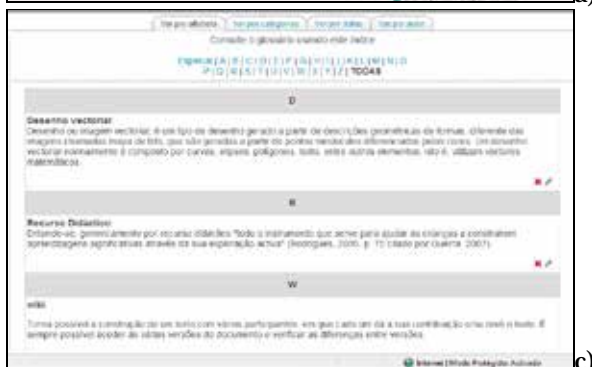 a)
Ver por alfabeto Ver por categorias Ver por datas Ver por autor
Consulte o glossário usando este índice
Especial | A | B | C | D | E | F | G | H | I | J | K | L | M | N | O
P | Q | R | S | T | U | V | W | X | Y | Z | TODAS
D
Desenho vectorial
Desenho ou imagem vectorial, é um tipo de desenho gerado a partir de descrições geométricas de formas, diferente das
imagens chamadas mapa de bits, que são geradas a partir de pontos minúsculos diferenciados pelas cores. Um desenho
vectorial normalmente é composto por curvas, elipses, polígonos, texto, entre outros elementos, isto é, utilizam vectores
matemáticos.
R
Recurso Didáctico
Entende-se, genericamente por recurso didáctico "todo o instrumento que serve para ajudar as crianças a construírem
aprendizagens significativas através da sua exploração activa" (Rodrigues, 2005, p. 70 citado por Guerra, 2007).
W
wiki
Torna possível a construção de um texto com vários participantes, em que cada um dá a sua contribuição e/ou revê o texto. É
sempre possível aceder às várias versões do documento e verificar as diferenças entre versões.
Internet | Modo Protegido: Activado
c)